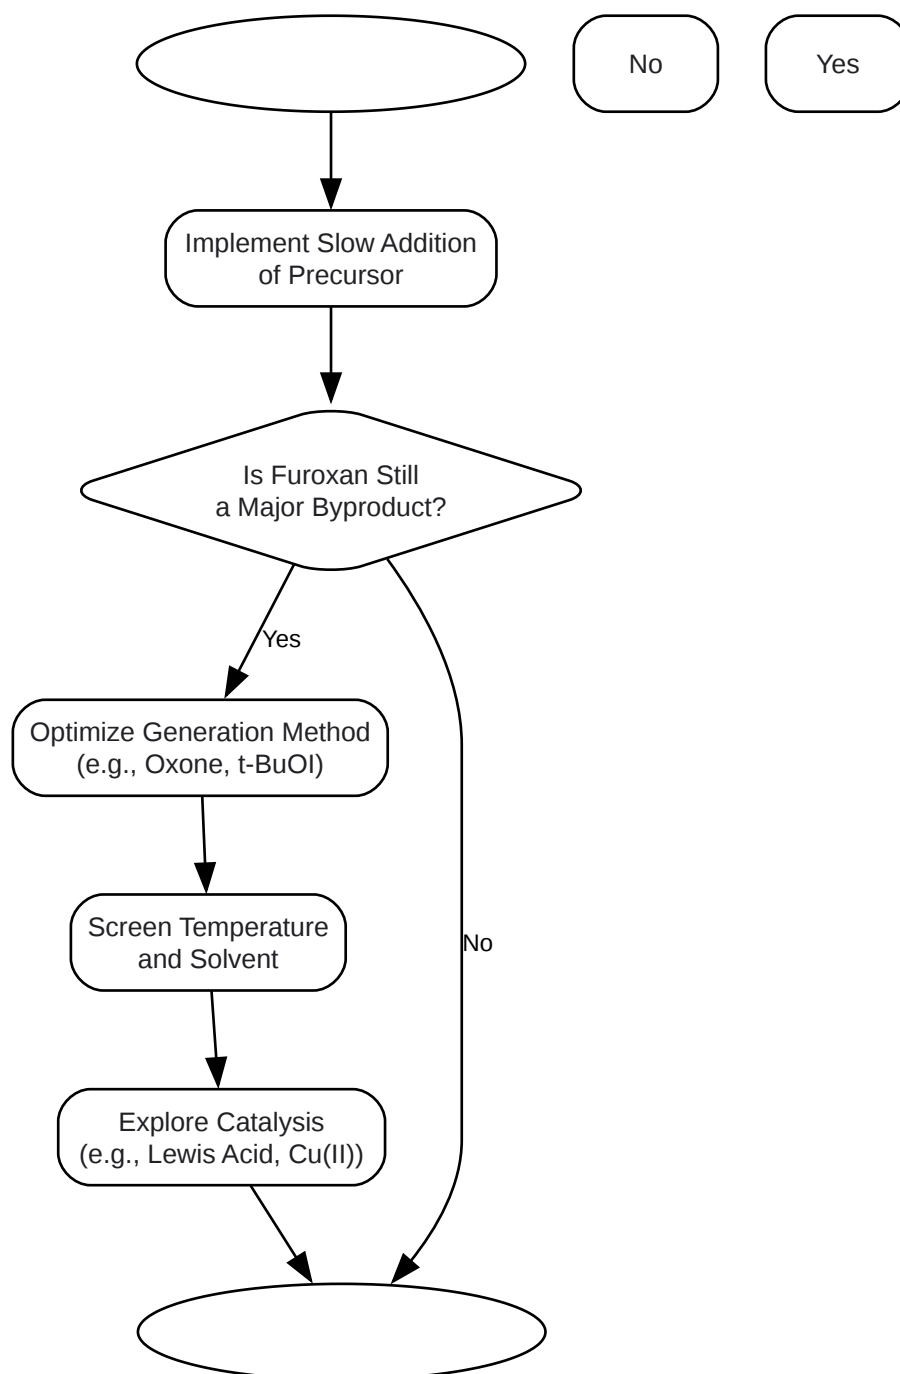 No
Yes
Implement Slow Addition
of Precursor
Is Furoxan Still
a Major Byproduct?
Yes
Optimize Generation Method
(e.g., Oxone, t-BuOI)
Screen Temperature
and Solvent
No
Explore Catalysis
(e.g., Lewis Acid, Cu(II))